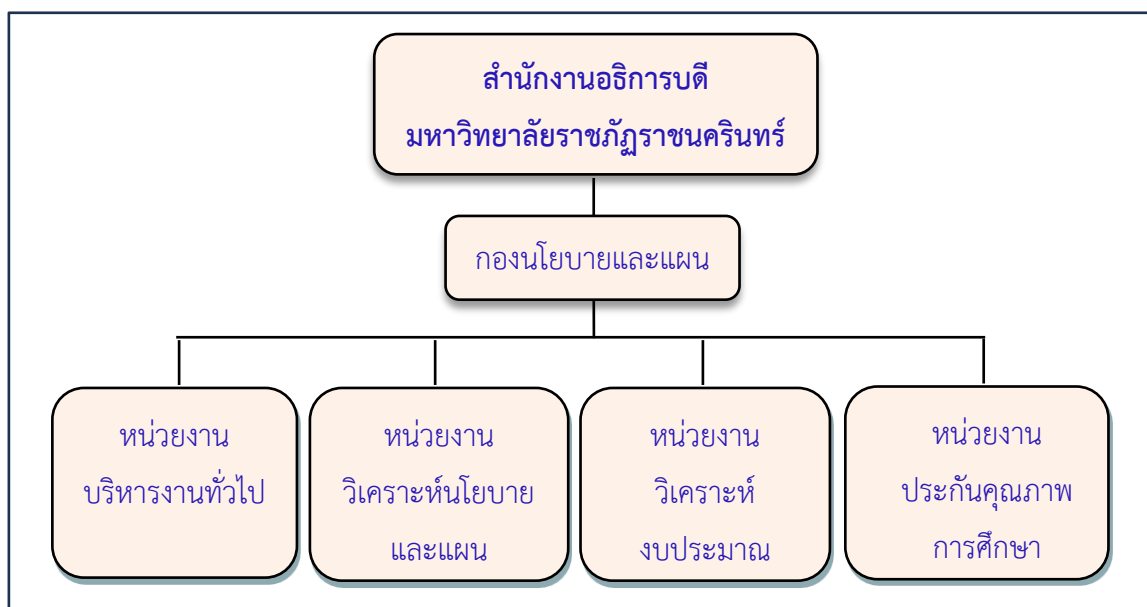 สำนักงานอธิการบดี
มหาวิทยาลัยราชภัฏราชนครินทร์
กองนโยบายและแผน
หน่วยงาน
บริหารงานทั่วไป
หน่วยงาน
วิเคราะห์นโยบาย
และแผน
หน่วยงาน
วิเคราะห์
งบประมาณ
หน่วยงาน
ประกันคุณภาพ
การศึกษา